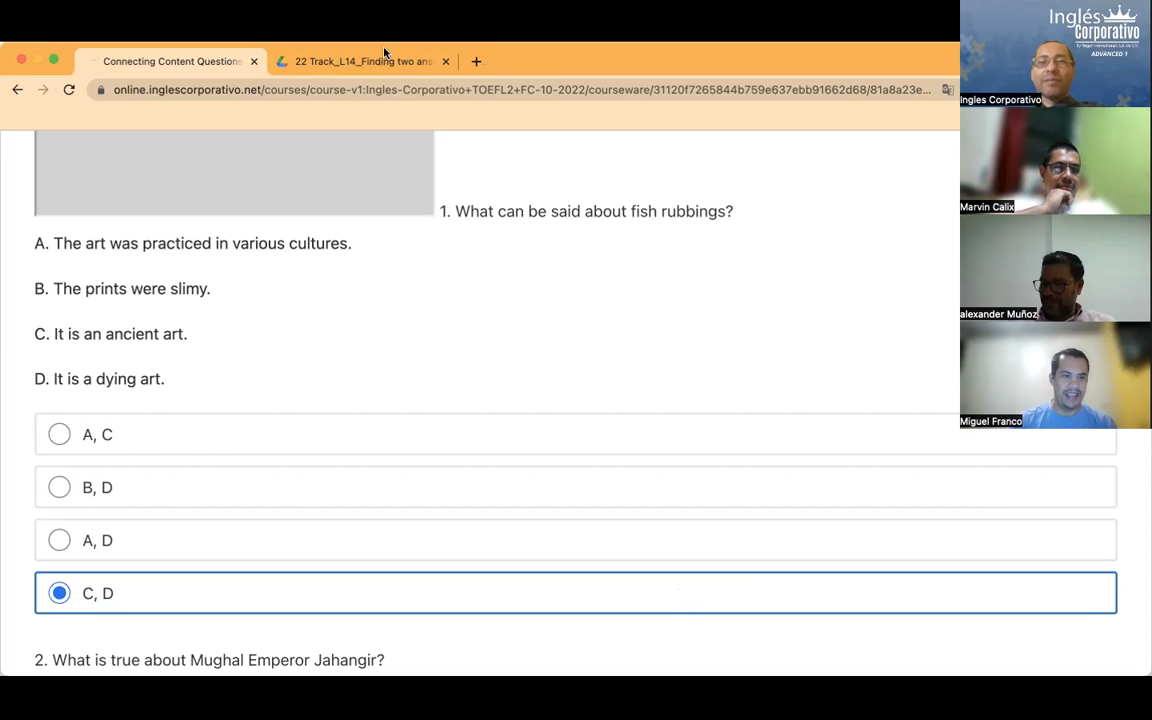 Connecting Content Questions
22 Track_L14_Finding two ans
online.inglescorporativo.net/courses/course-v1:Ingles-Corporativo+TOEFL2+FC-10-2022/courseware/31120f7265844b759e637ebb91662d68/81a8a23e...
Inglés
Corporativo
ADVANCED 1
Ingles Corporativo
Marvin Calix
alexander Muñoz
Miguel Franco
1. What can be said about fish rubbings?
A. The art was practiced in various cultures.
B. The prints were slimy.
C. It is an ancient art.
D. It is a dying art.
A, C
B, D
A, D
C, D
2. What is true about Mughal Emperor Jahangir?